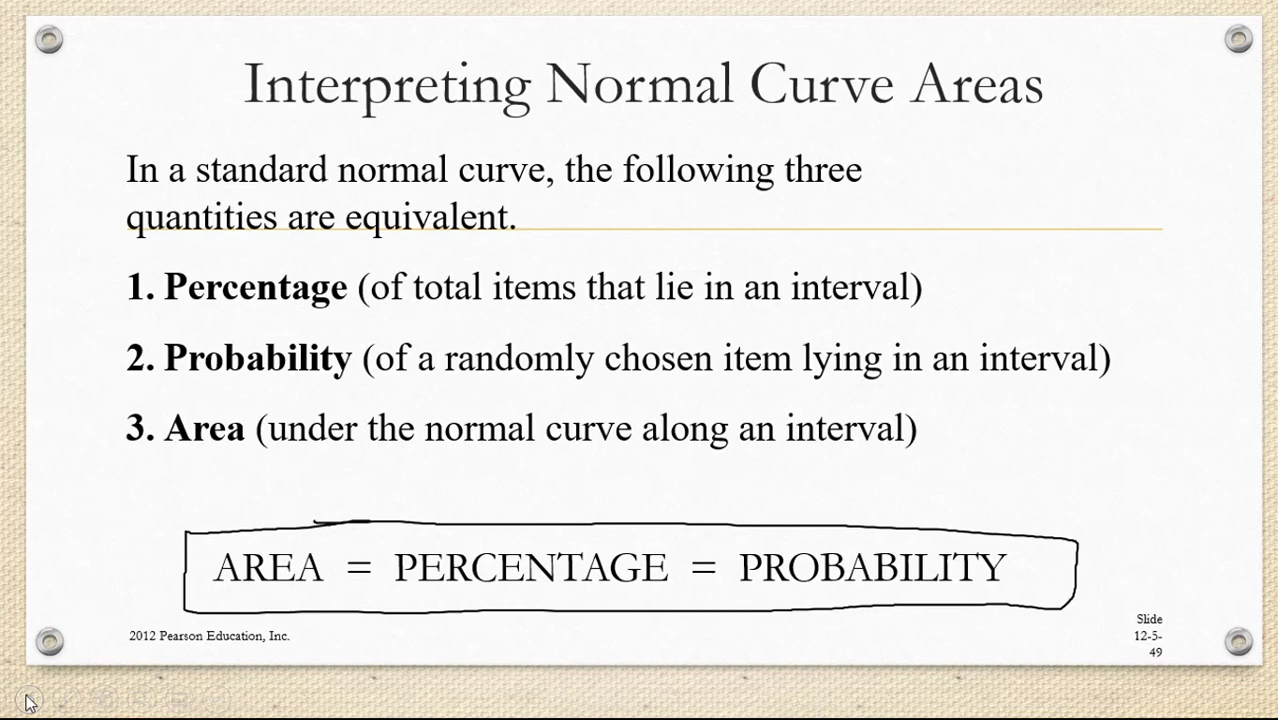 Interpreting Normal Curve Areas
In a standard normal curve, the following three
quantities are equivalent.
1. Percentage (of total items that lie in an interval)
2. Probability (of a randomly chosen item lying in an interval)
3. Area (under the normal curve along an interval)
AREA = PERCENTAGE = PROBABILITY
2012 Pearson Education, Inc.
Slide
12-5-
49